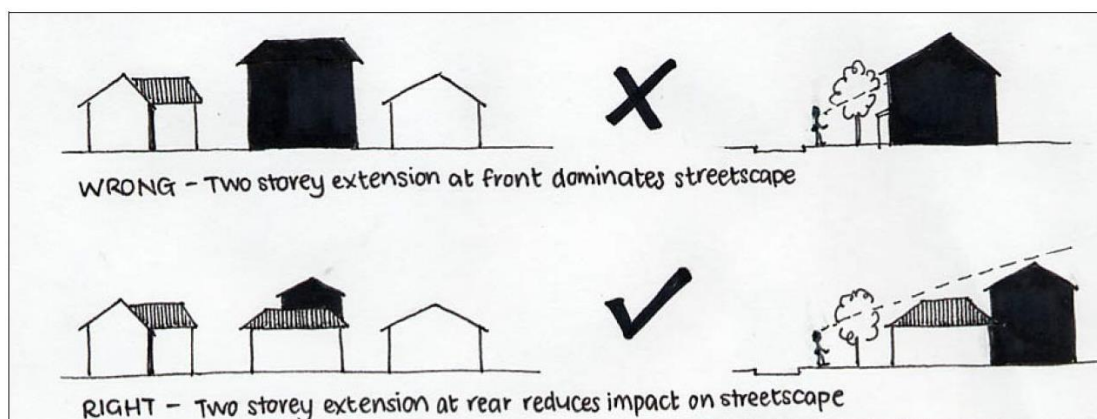 WRONG - Two storey extension at front dominates streetscape
RIGHT - Two storey extension at rear reduces impact on streetscape